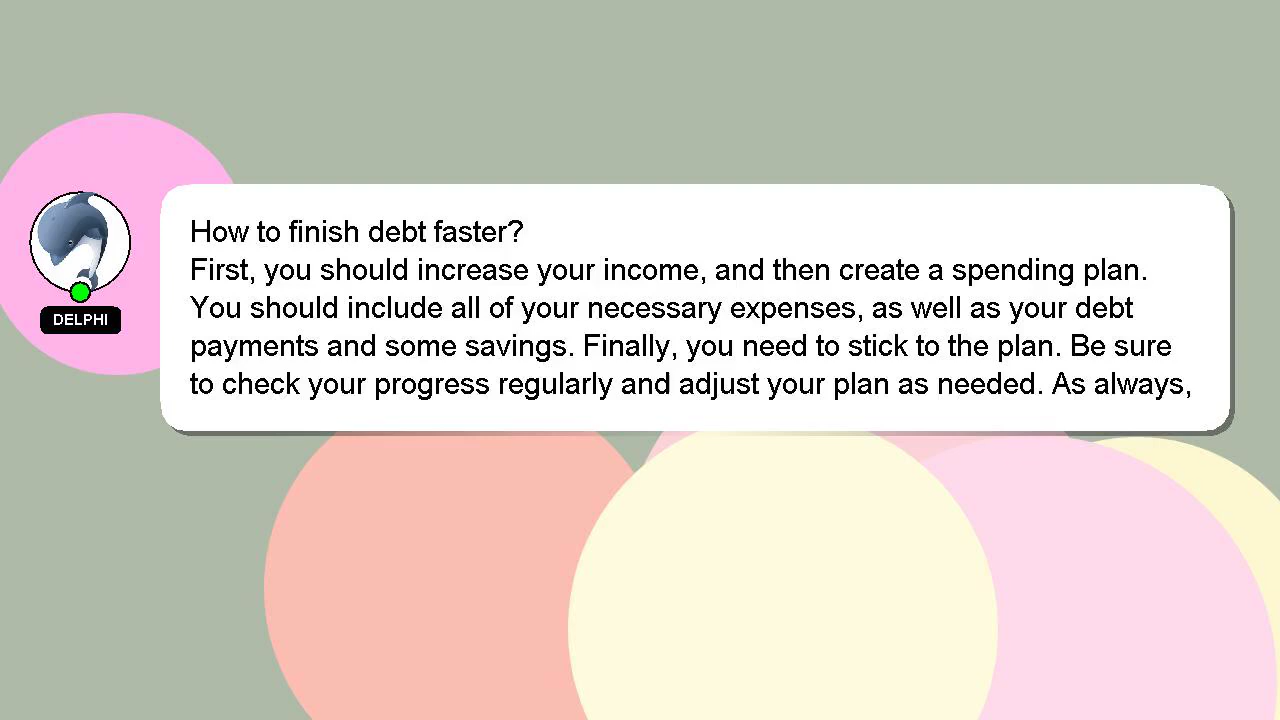 How to finish debt faster?
First, you should increase your income, and then create a spending plan.
You should include all of your necessary expenses, as well as your debt
payments and some savings. Finally, you need to stick to the plan. Be sure
to check your progress regularly and adjust your plan as needed. As always,
DELPHI